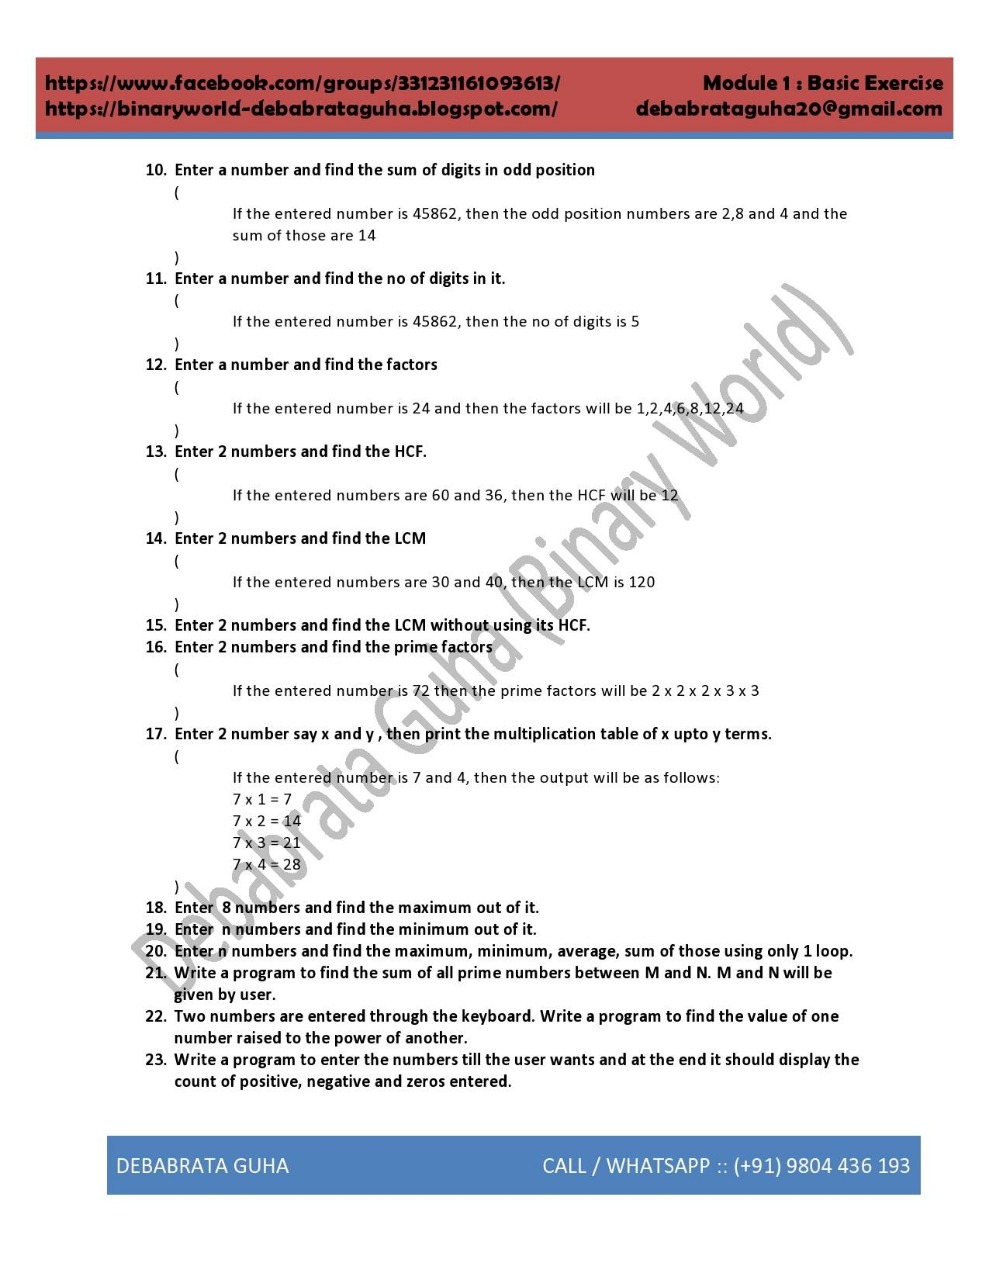 https://www.facebook.com/groups/331231161093613/ Module 1 : Basic Exercise
https://binaryworld-debabrataguha.blogspot.com/ debabrataguha20@gmail.com
10. Enter a number and find the sum of digits in odd position
(
If the entered number is 45862, then the odd position numbers are 2,8 and 4 and the
sum of those are 14
)
11. Enter a number and find the no of digits in it.
(
If the entered number is 45862, then the no of digits is 5
)
12. Enter a number and find the factors
(
If the entered number is 24 and then the factors will be 1,2,4,6,8,12,24
)
13. Enter 2 numbers and find the HCF.
(
If the entered numbers are 60 and 36, then the HCF will be 12
)
14. Enter 2 numbers and find the LCM
(
If the entered numbers are 30 and 40, then the LCM is 120
)
15. Enter 2 numbers and find the LCM without using its HCF.
16. Enter 2 numbers and find the prime factors
(
If the entered number is 72 then the prime factors will be 2 x 2 x 2 x 3 x 3
)
17. Enter 2 number say x and y , then print the multiplication table of x upto y terms.
(
If the entered number is 7 and 4, then the output will be as follows:
7 x 1 = 7
7 x 2 = 14
7 x 3 = 21
7 x 4 = 28
)
18. Enter 8 numbers and find the maximum out of it.
19. Enter n numbers and find the minimum out of it.
20. Enter n numbers and find the maximum, minimum, average, sum of those using only 1 loop.
21. Write a program to find the sum of all prime numbers between M and N. M and N will be
given by user.
22. Two numbers are entered through the keyboard. Write a program to find the value of one
number raised to the power of another.
23. Write a program to enter the numbers till the user wants and at the end it should display the
count of positive, negative and zeros entered.
Debabrata Guha (Binary World)
DEBABRATA GUHA CALL / WHATSAPP :: (+91) 9804 436 193